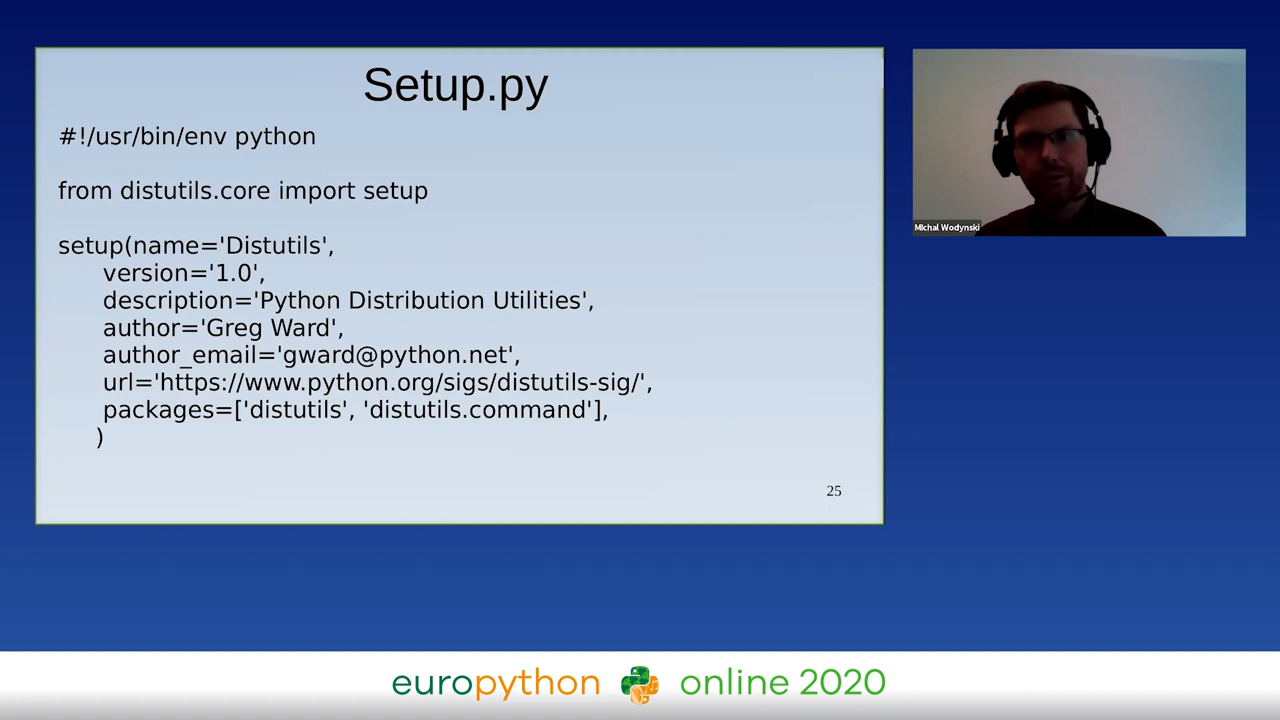 Setup.py
#!/usr/bin/env python
from distutils.core import setup
setup(name='Distutils',
version='1.0',
description='Python Distribution Utilities',
author='Greg Ward',
author_email='gward@python.net',
url='https://www.python.org/sigs/distutils-sig/',
packages=['distutils', 'distutils.command'],
)
25
Michal Wodynski
europython online 2020